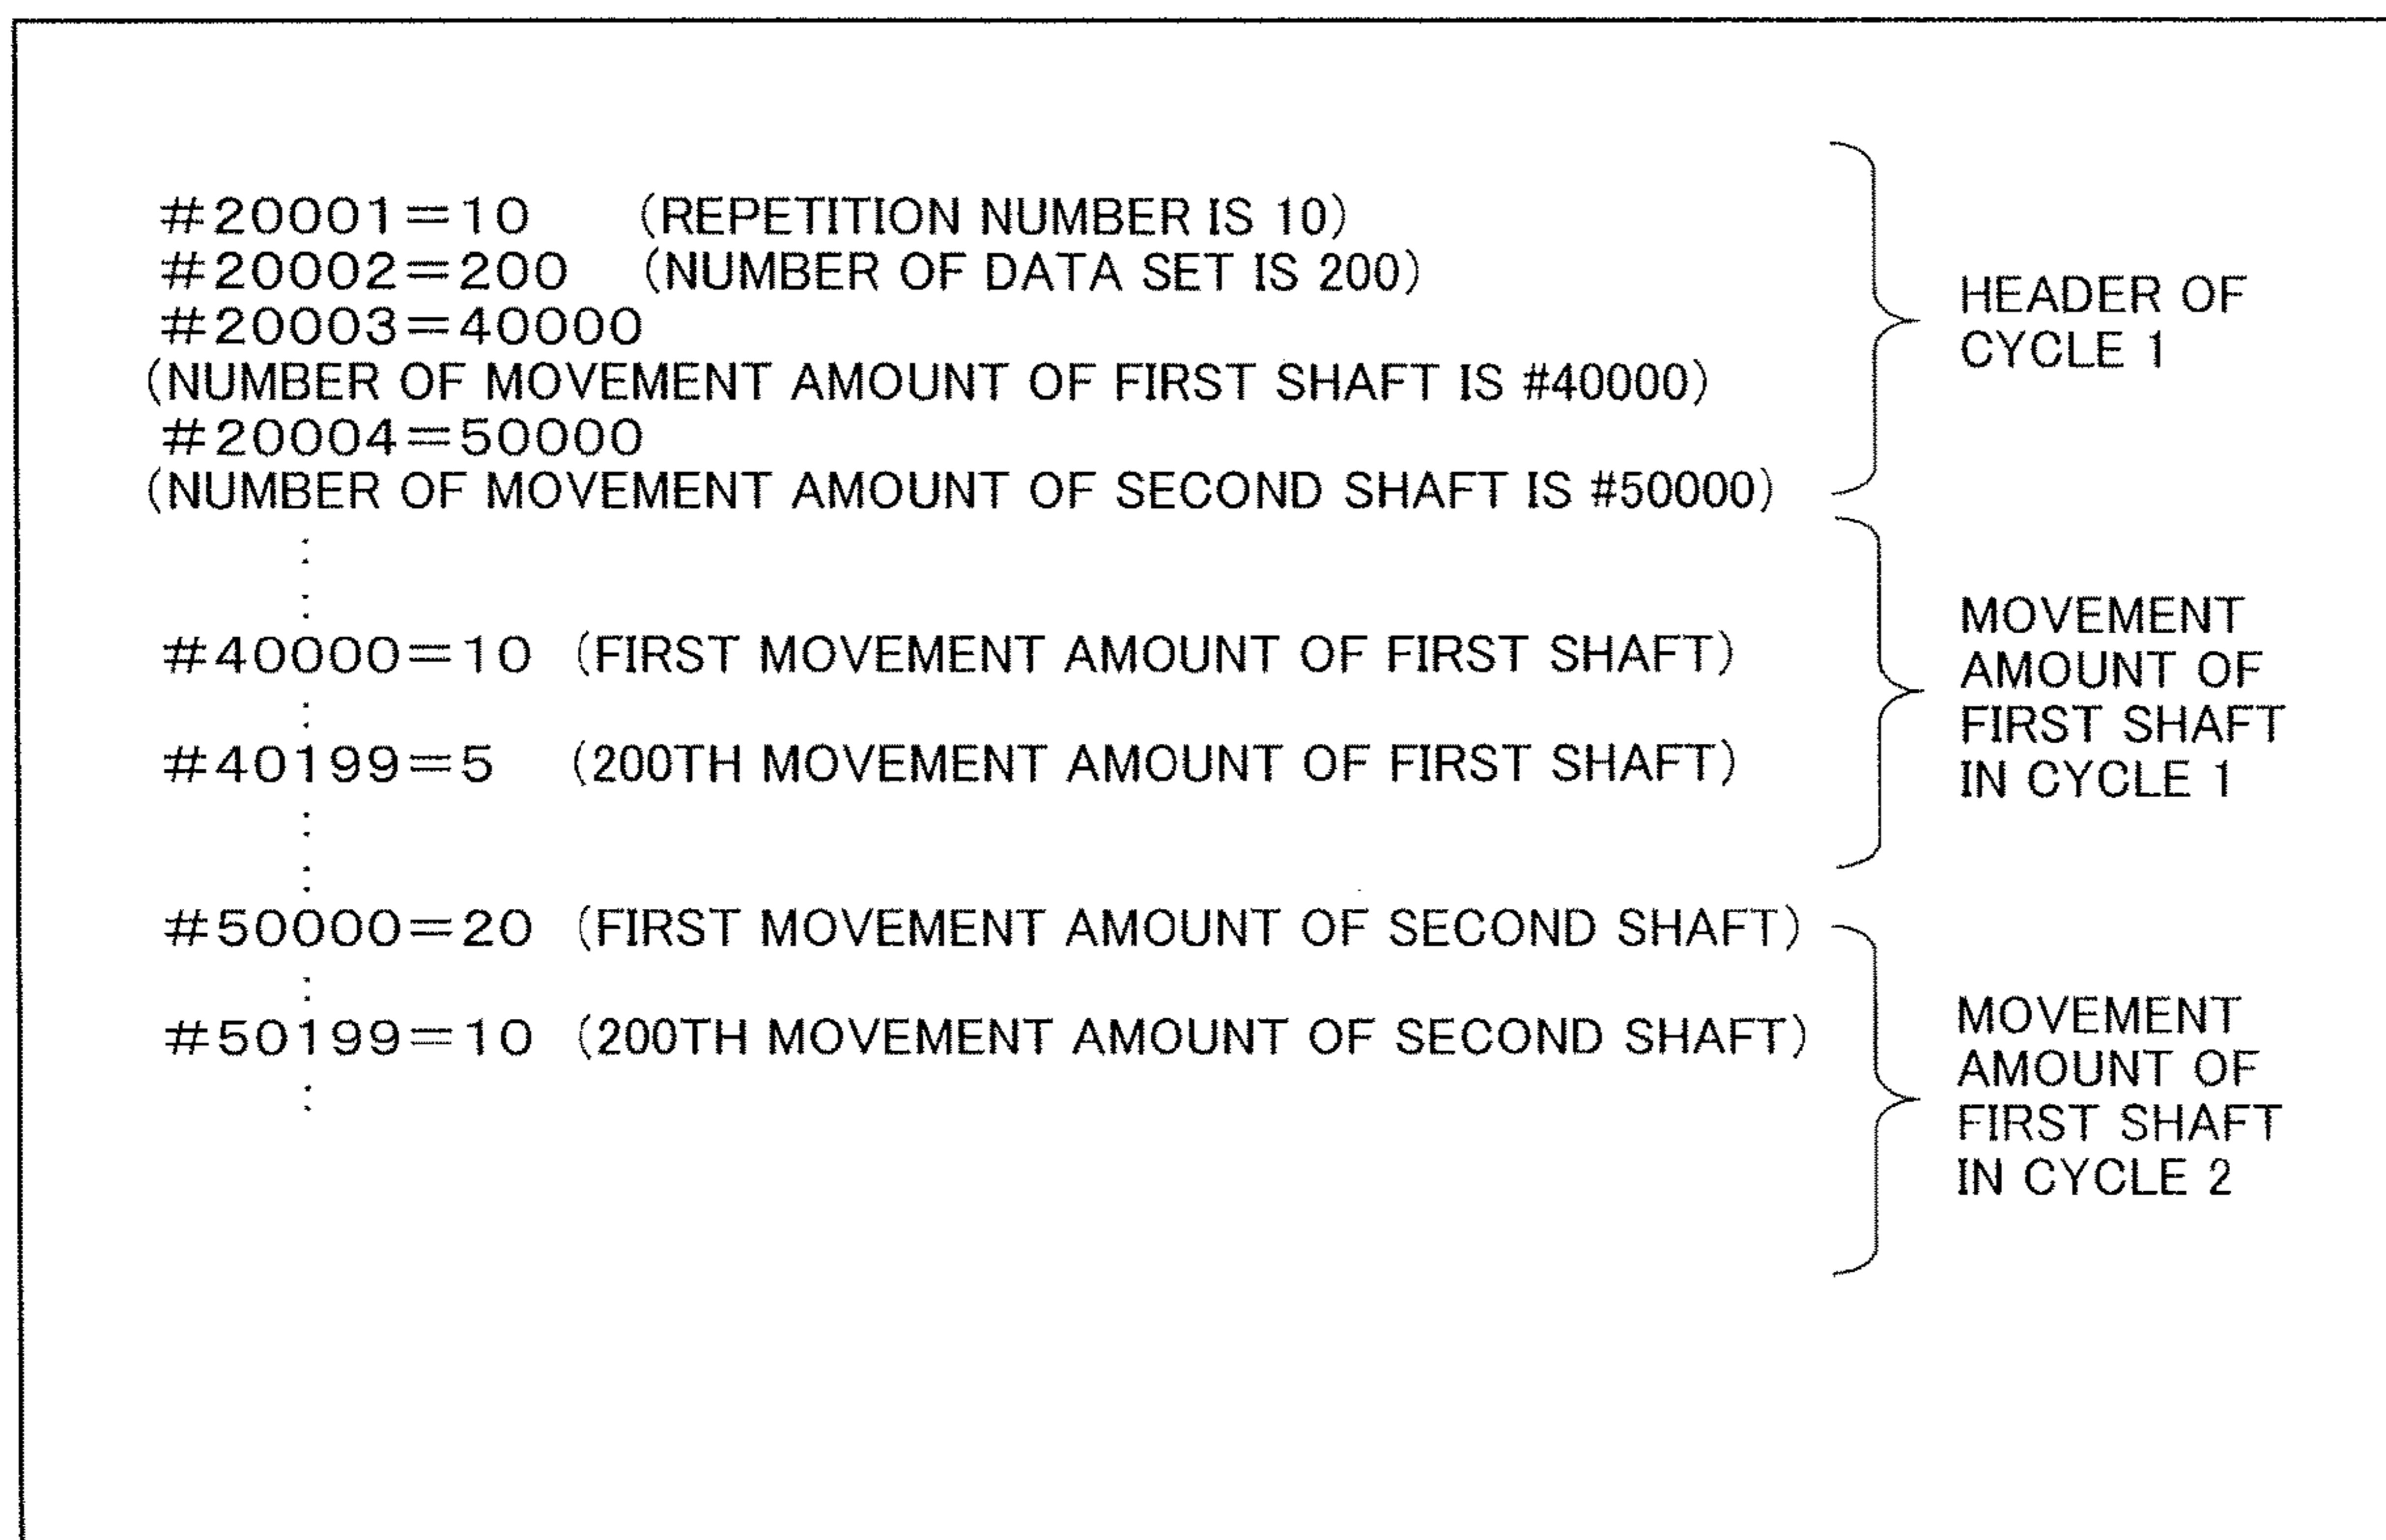 #20001=10 (REPETITION NUMBER IS 10)
#20002=200 (NUMBER OF DATA SET IS 200)
#20003=40000
(NUMBER OF MOVEMENT AMOUNT OF FIRST SHAFT IS #40000)
#20004=50000
(NUMBER OF MOVEMENT AMOUNT OF SECOND SHAFT IS #50000)
HEADER OF
CYCLE 1
:
:
#40000=10 (FIRST MOVEMENT AMOUNT OF FIRST SHAFT)
:
#40199=5 (200TH MOVEMENT AMOUNT OF FIRST SHAFT)
:
:
MOVEMENT
AMOUNT OF
FIRST SHAFT
IN CYCLE 1
#50000=20 (FIRST MOVEMENT AMOUNT OF SECOND SHAFT)
:
#50199=10 (200TH MOVEMENT AMOUNT OF SECOND SHAFT)
:
MOVEMENT
AMOUNT OF
FIRST SHAFT
IN CYCLE 2